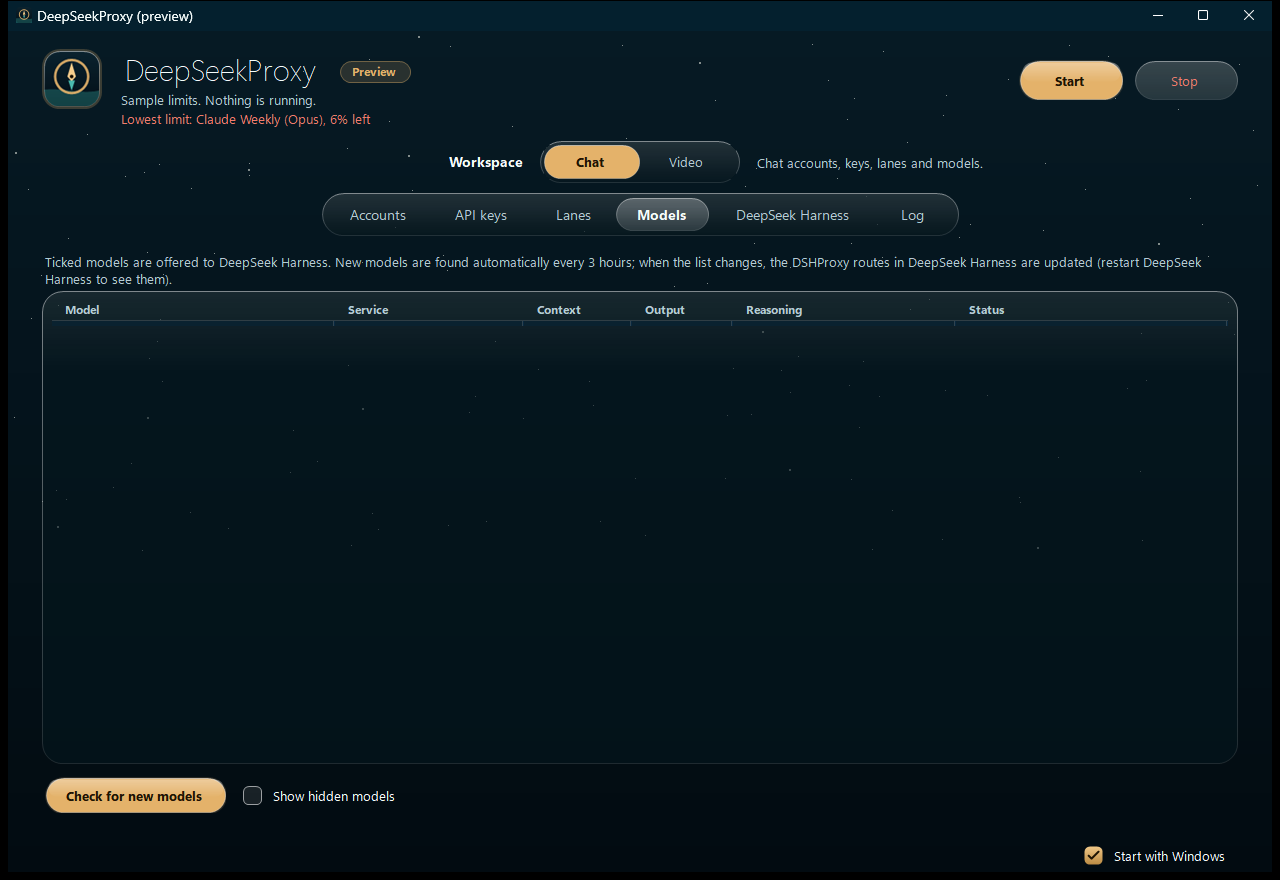 DeepSeekProxy (preview)
DeepSeekProxy
Preview
Sample limits. Nothing is running.
Lowest limit: Claude Weekly (Opus), 6% left
Start
Stop
Workspace
Chat
Video
Chat accounts, keys, lanes and models.
Accounts
API keys
Lanes
Models
DeepSeek Harness
Log
Ticked models are offered to DeepSeek Harness. New models are found automatically every 3 hours; when the list changes, the DSHProxy routes in DeepSeek Harness are updated (restart DeepSeek
Harness to see them).
Model
Service
Context
Output
Reasoning
Status
Check for new models
Show hidden models
Start with Windows